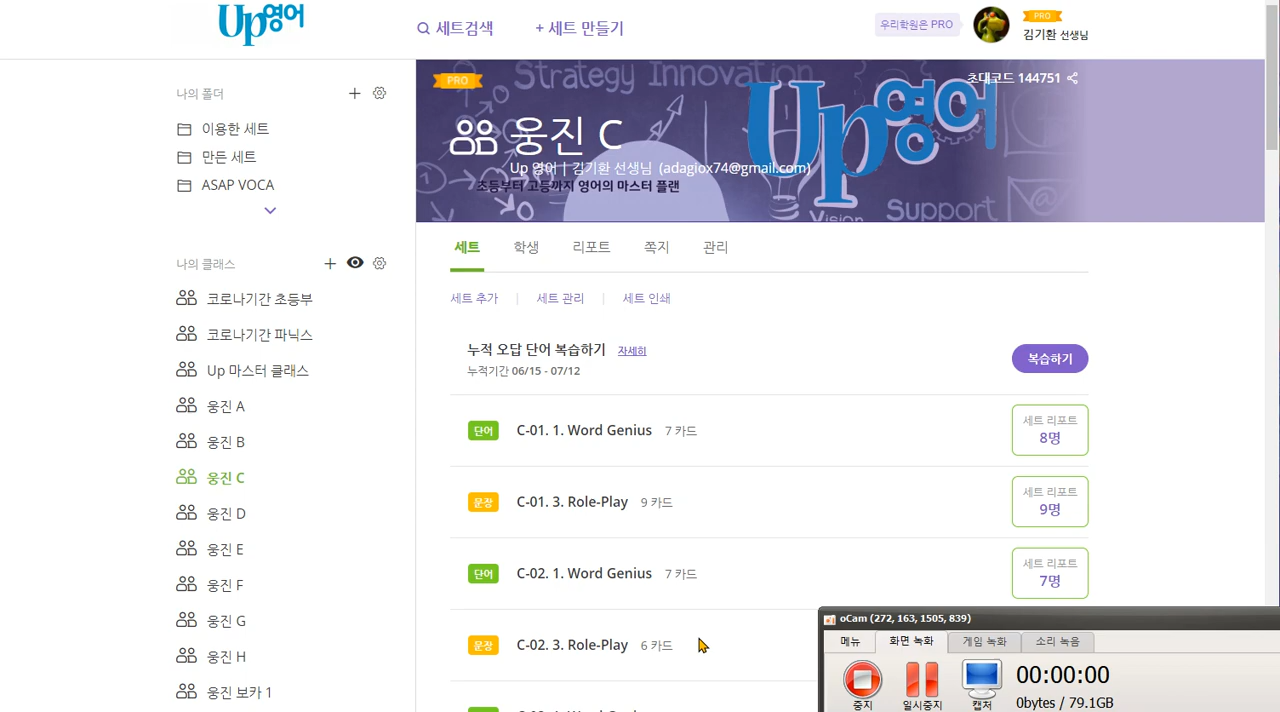 Up영어
세트검색
+ 세트 만들기
우리학원은 PRO
PRO
김기환 선생님
나의 폴더
이용한 세트
만든 세트
ASAP VOCA
나의 클래스
코로나기간 초등부
코로나기간 파닉스
Up 마스터 클래스
웅진 A
웅진 B
웅진 C
웅진 D
웅진 E
웅진 F
웅진 G
웅진 H
웅진 보카 1
PRO
Strategy Innovation
초대코드 144751
웅진 C
Up영어
Up 영어 | 김기환 선생님 (adagiox74@gmail.com)
초등부터 고등까지 영어의 마스터 플랜
Vision
Support
세트
학생
리포트
쪽지
관리
세트 추가 | 세트 관리 | 세트 인쇄
누적 오답 단어 복습하기 자세히
누적기간 06/15 - 07/12
복습하기
단어 C-01. 1. Word Genius 7 카드
세트 리포트
8명
문장 C-01. 3. Role-Play 9 카드
세트 리포트
9명
단어 C-02. 1. Word Genius 7 카드
세트 리포트
7명
문장 C-02. 3. Role-Play 6 카드
oCam (272, 163, 1505, 839)
메뉴
화면 녹화
게임 녹화
소리 녹음
중지
일시중지
캡처
00:00:00
0bytes / 79.1GB